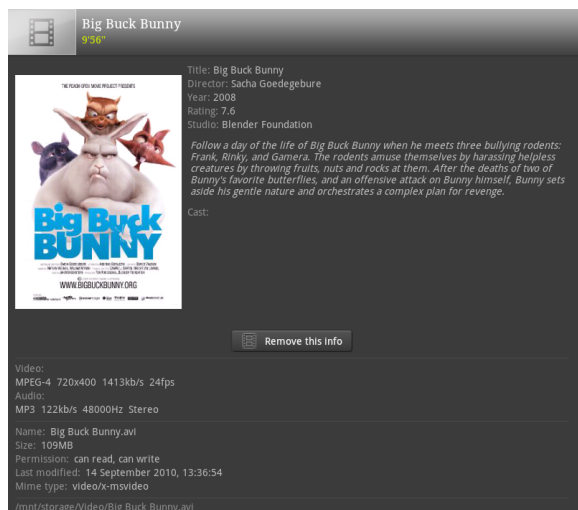 Big Buck Bunny
9'56"
Title: Big Buck Bunny
Director: Sacha Goedegebure
Year: 2008
Rating: 7.6
Studio: Blender Foundation
THE PEACH OPEN MOVIE PROJECT PRESENTS
Follow a day of the life of Big Buck Bunny when he meets three bullying rodents:
Frank, Rinky, and Gamera. The rodents amuse themselves by harassing helpless
creatures by throwing fruits, nuts and rocks at them. After the deaths of two of
Bunny's favorite butterflies, and an offensive attack on Bunny himself, Bunny sets
aside his gentle nature and orchestrates a complex plan for revenge.
Cast:
Big Buck
BUNNY
WWW.BIGBUCKBUNNY.ORG
Remove this info
Video:
MPEG-4 720x400 1413kb/s 24fps
Audio:
MP3 122kb/s 48000Hz Stereo
Name: Big Buck Bunny.avi
Size: 109MB
Permission: can read, can write
Last modified: 14 September 2010, 13:36:54
Mime type: video/x-msvideo
/mnt/storage/Video/Big Buck Bunny.avi